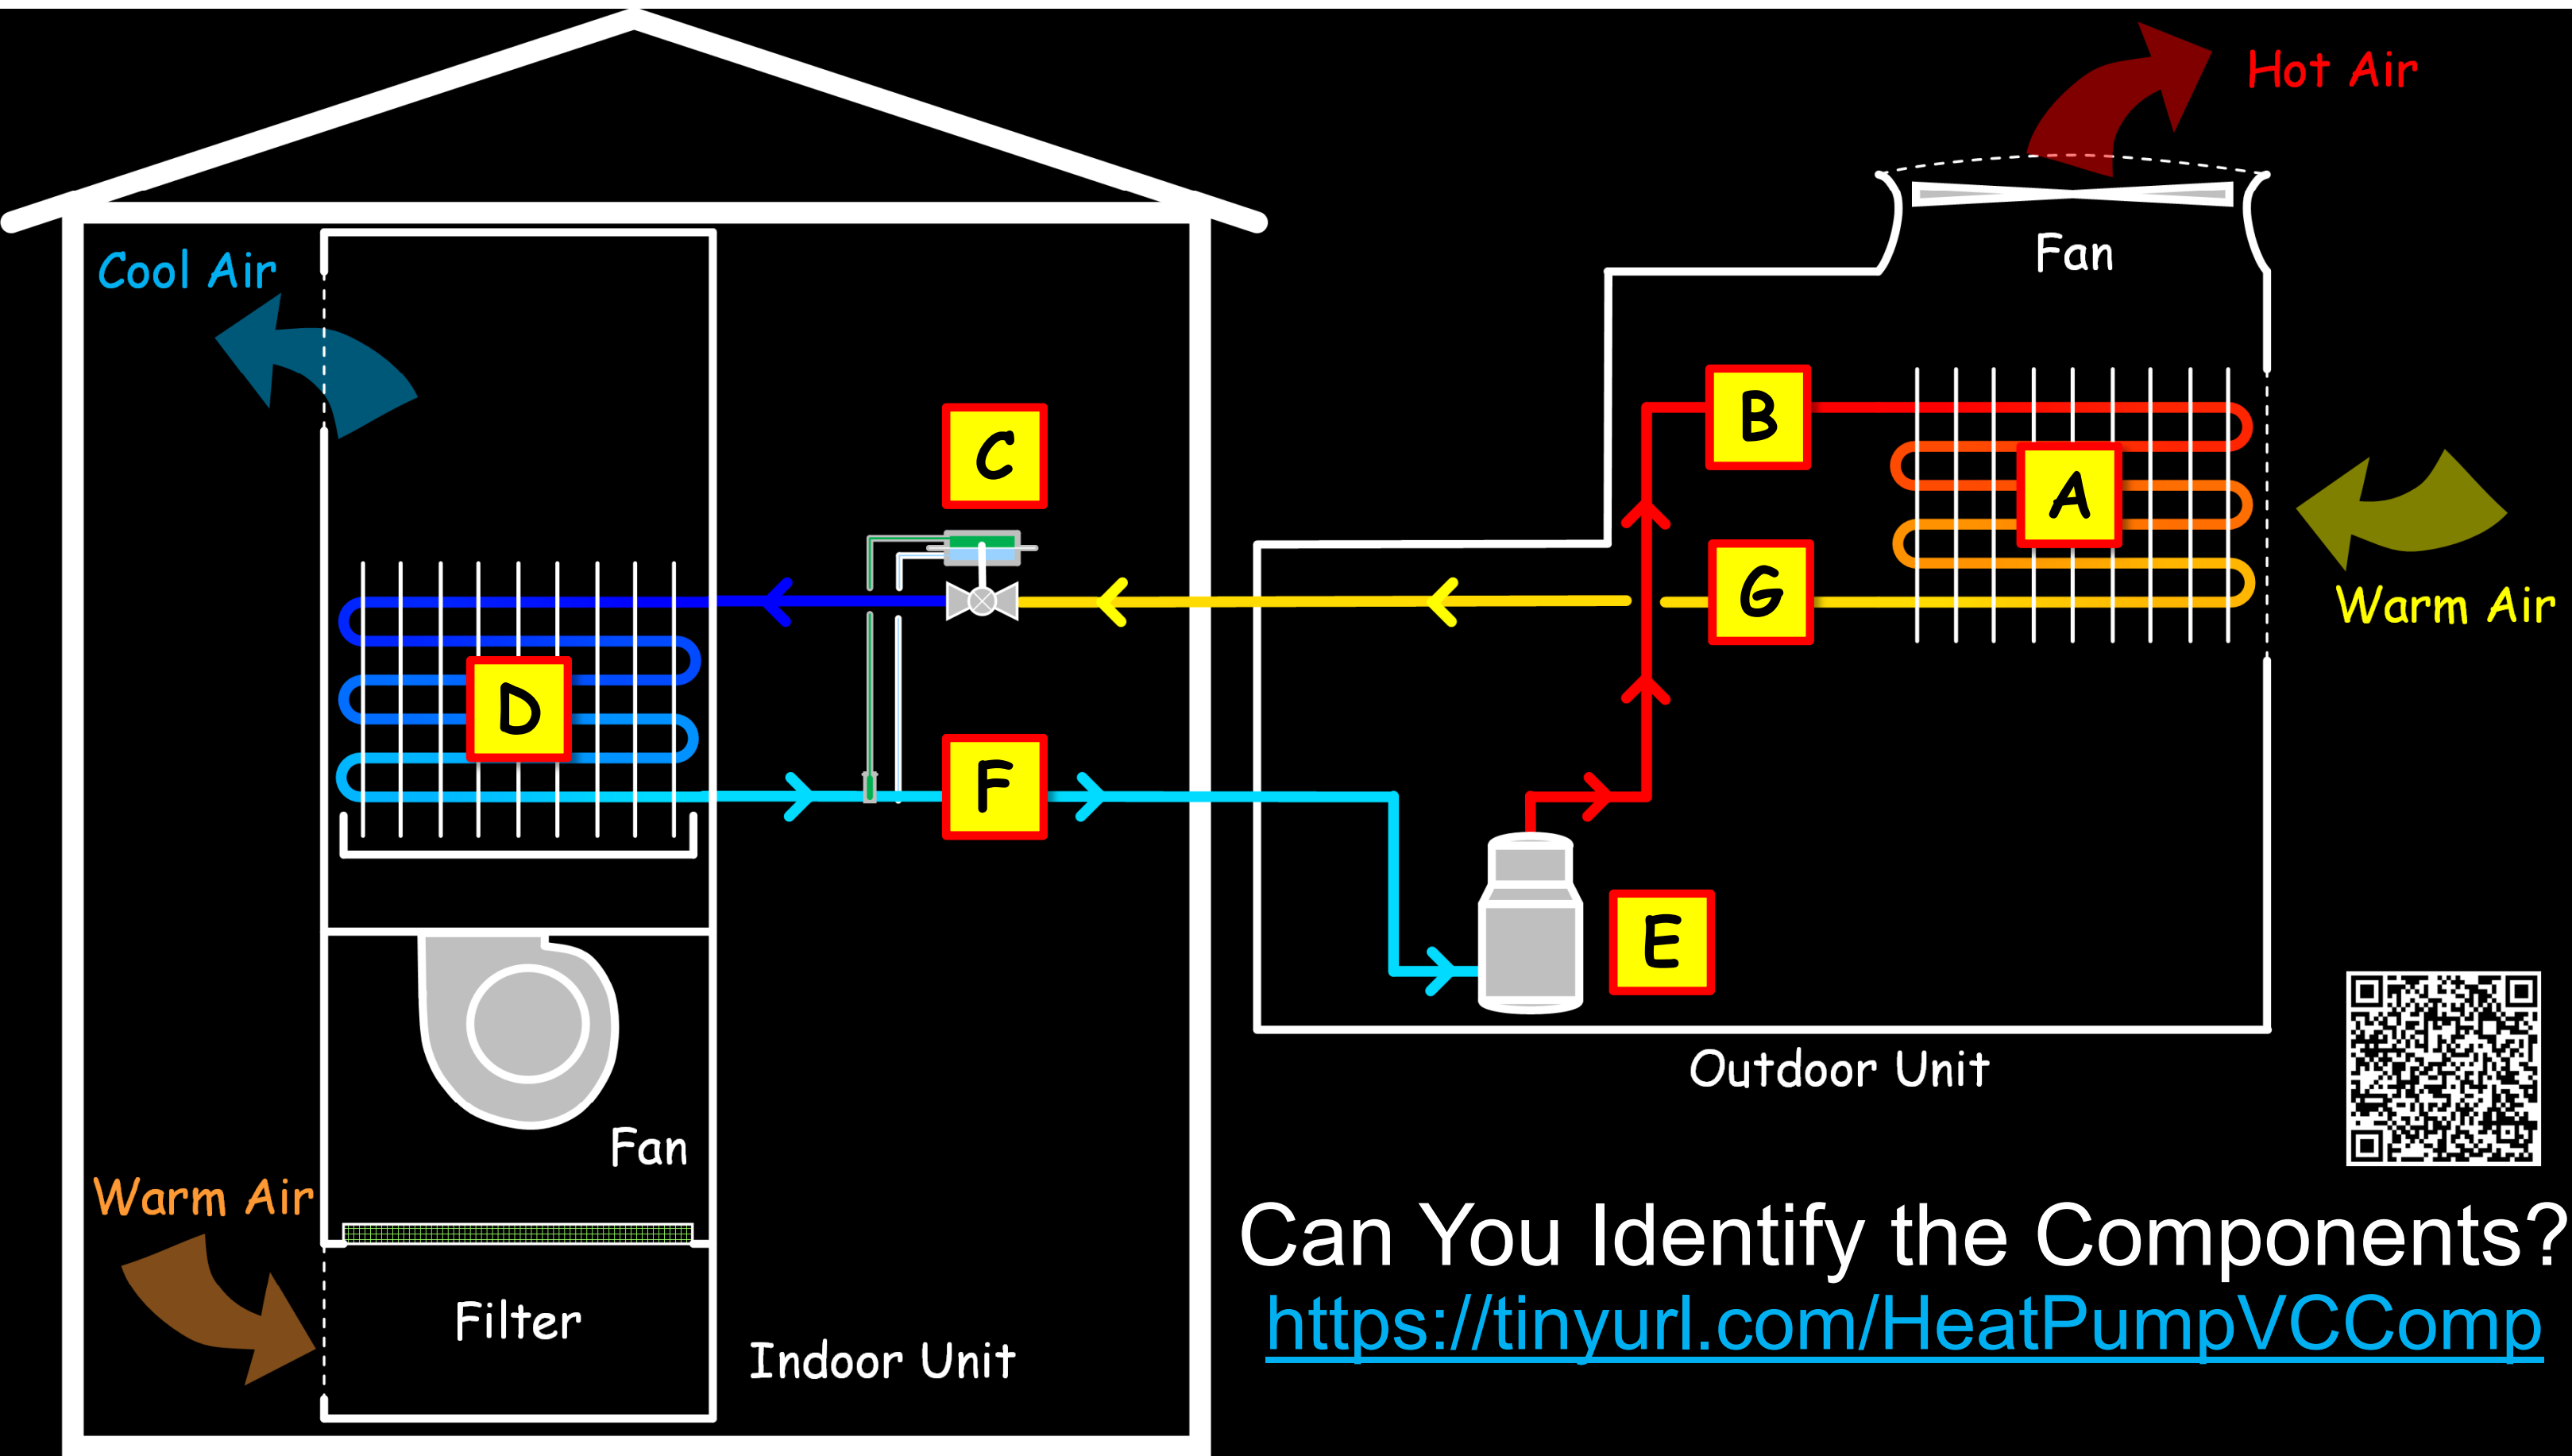 Hot Air
Fan
Cool Air
B
C
A
G
Warm Air
D
F
E
Outdoor Unit
Fan
Warm Air
Filter
Indoor Unit
Can You Identify the Components?
https://tinyurl.com/HeatPumpVCComp